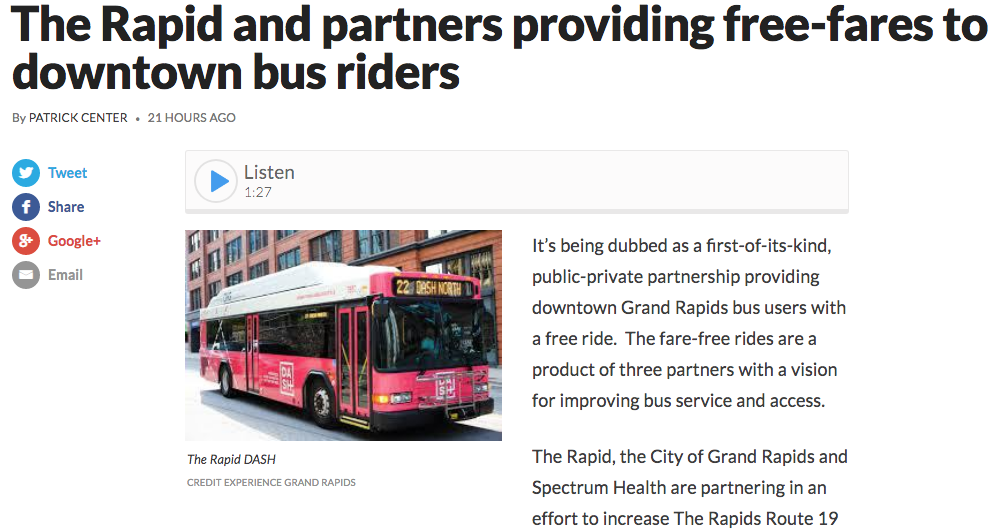 The Rapid and partners providing free-fares to
downtown bus riders
By PATRICK CENTER • 21 HOURS AGO
Tweet
Share
Google+
Email
Listen
1:27
22 DASH NORTH
DA
SH
DA
SH
The Rapid DASH
CREDIT EXPERIENCE GRAND RAPIDS
It’s being dubbed as a first-of-its-kind,
public-private partnership providing
downtown Grand Rapids bus users with
a free ride.  The fare-free rides are a
product of three partners with a vision
for improving bus service and access.
The Rapid, the City of Grand Rapids and
Spectrum Health are partnering in an
effort to increase The Rapids Route 19